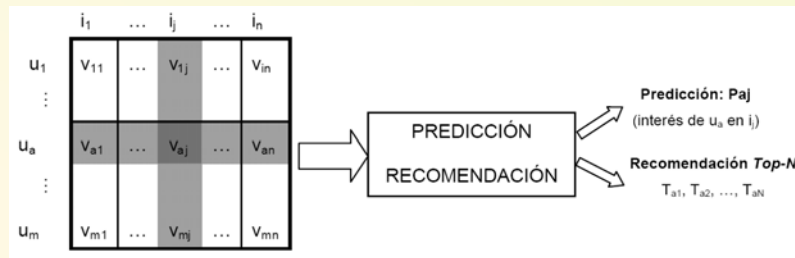 i1 ... ij ... in
u1 v11 ... v1j ... vin
⋮
ua va1 ... vaj ... van
⋮
um vm1 ... vmj ... vmn
PREDICCIÓN
RECOMENDACIÓN
Predicción: Paj
(interés de ua en ij)
Recomendación Top-N
Ta1, Ta2, ..., TaN